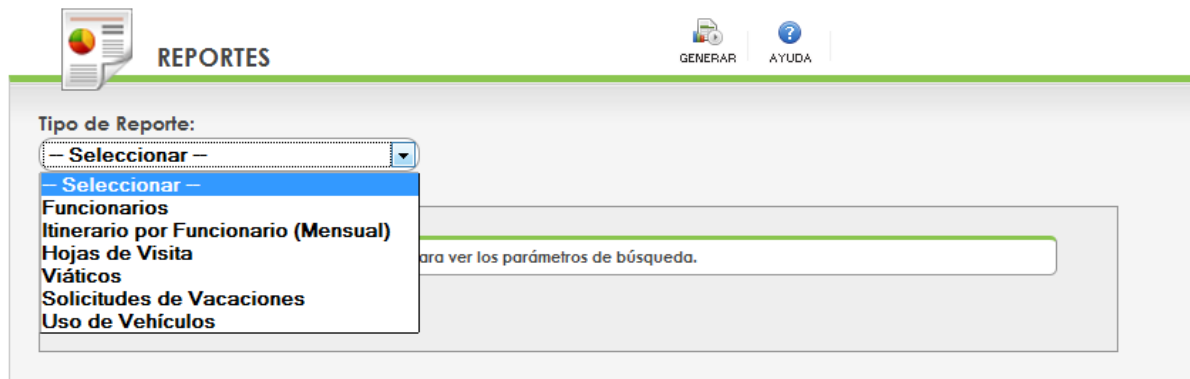 REPORTES
GENERAR
AYUDA
Tipo de Reporte:
-- Seleccionar --
-- Seleccionar --
Funcionarios
Itinerario por Funcionario (Mensual)
Hojas de Visita
Viáticos
Solicitudes de Vacaciones
Uso de Vehículos
ver los parámetros de búsqueda.